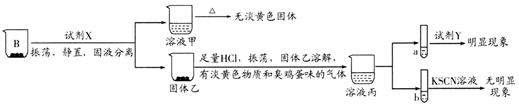 B
试剂X
振荡、静置、固液分离
溶液甲
△
无淡黄色固体
固体乙
足量HCl,振荡,固体乙溶解,
有淡黄色物质和臭鸡蛋味的气体
溶液丙
a
试剂Y
明显现象
b
KSCN溶液
无明显
现象